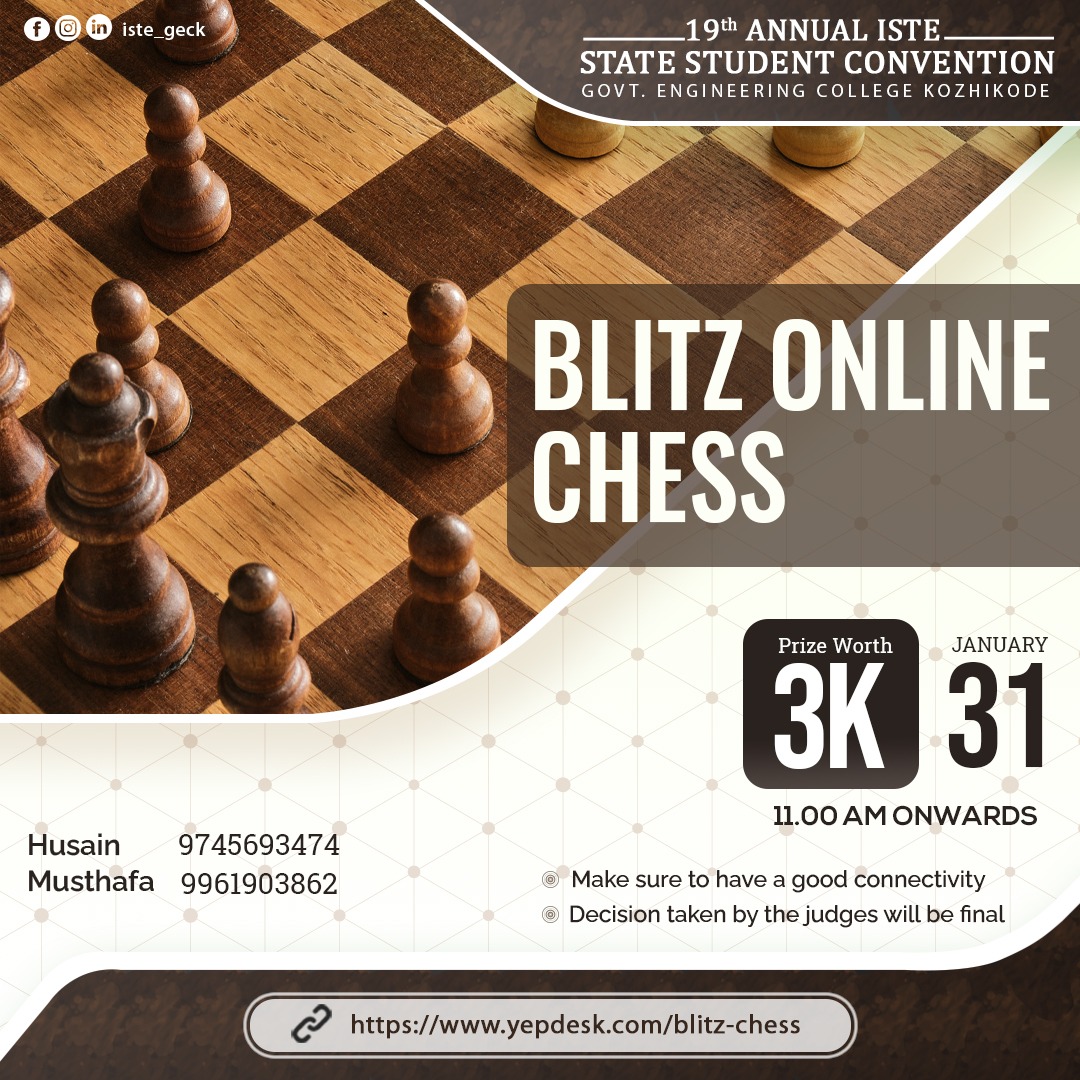 iste_geck
19th ANNUAL ISTE
STATE STUDENT CONVENTION
GOVT. ENGINEERING COLLEGE KOZHIKODE
BLITZ ONLINE
CHESS
Prize Worth
3K
JANUARY
31
11.00 AM ONWARDS
Husain 9745693474
Musthafa 9961903862
Make sure to have a good connectivity
Decision taken by the judges will be final
https://www.yepdesk.com/blitz-chess